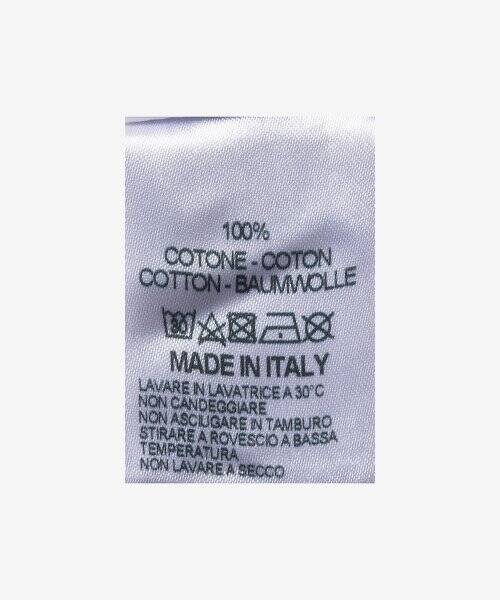 100%
COTONE - COTON
COTTON - BAUMWOLLE
30
MADE IN ITALY
LAVARE IN LAVATRICE A 30°C
NON CANDEGGIARE
NON ASCIUGARE IN TAMBURO
STIRARE A ROVESCIO A BASSA
TEMPERATURA
NON LAVARE A SECCO